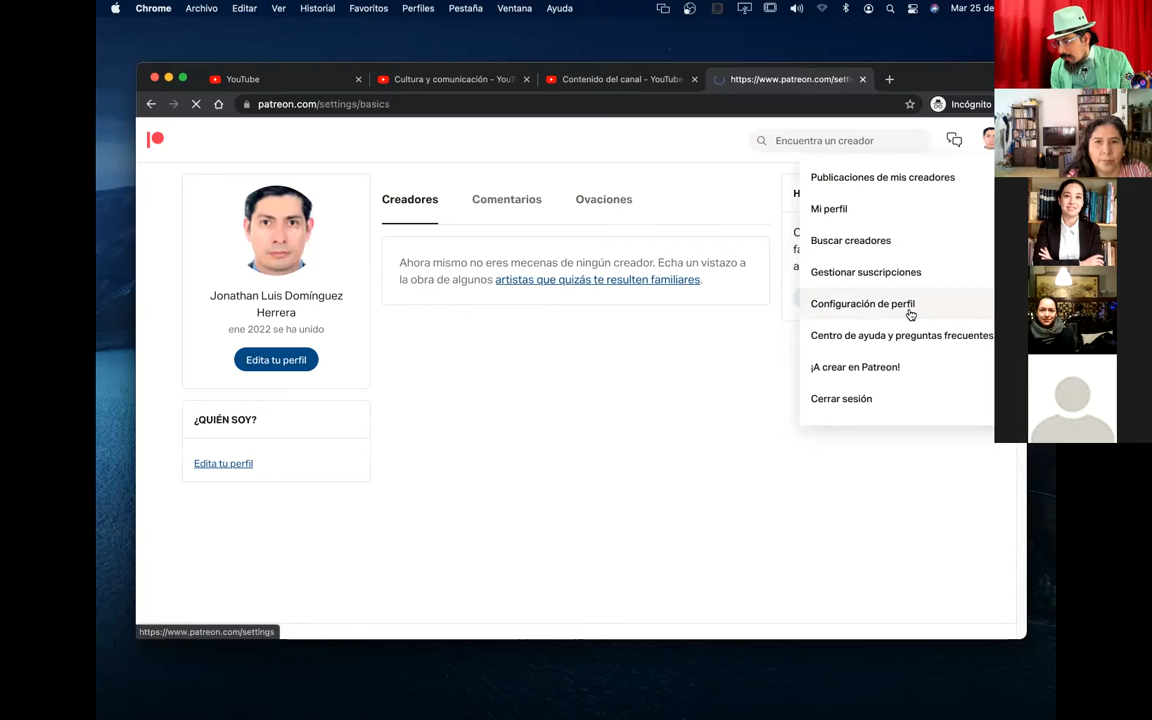 Chrome Archivo Editar Ver Historial Favoritos Perfiles Pestaña Ventana Ayuda
Mar 25 de
YouTube
Cultura y comunicación - YouT
Contenido del canal - YouTube
https://www.patreon.com/setti
patreon.com/settings/basics
Incógnito
Encuentra un creador
Jonathan Luis Domínguez
Herrera
ene 2022 se ha unido
Edita tu perfil
¿QUIÉN SOY?
Edita tu perfil
Creadores Comentarios Ovaciones
Ahora mismo no eres mecenas de ningún creador. Echa un vistazo a
la obra de algunos artistas que quizás te resulten familiares.
Publicaciones de mis creadores
Mi perfil
Buscar creadores
Gestionar suscripciones
Configuración de perfil
Centro de ayuda y preguntas frecuentes
¡A crear en Patreon!
Cerrar sesión
https://www.patreon.com/settings